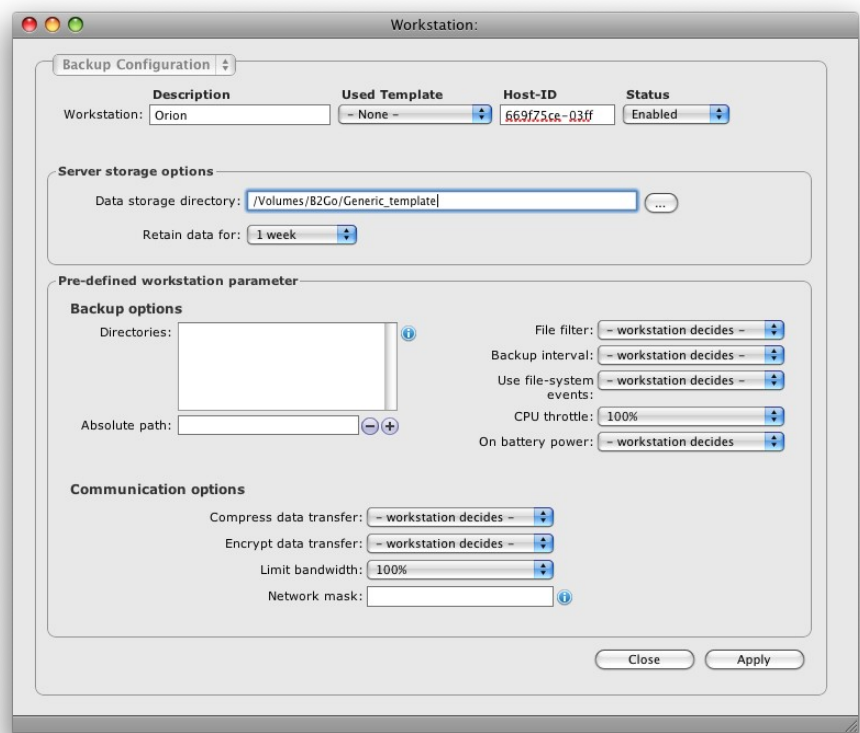 Workstation:
Backup Configuration
Description Used Template Host-ID Status
Workstation: Orion - None - 669f75ce-03ff Enabled
Server storage options
Data storage directory: /Volumes/B2Go/Generic_template ...
Retain data for: 1 week
Pre-defined workstation parameter
Backup options
Directories:
Absolute path:
File filter: - workstation decides -
Backup interval: - workstation decides -
Use file-system - workstation decides -
events:
CPU throttle: 100%
On battery power: - workstation decides
Communication options
Compress data transfer: - workstation decides -
Encrypt data transfer: - workstation decides -
Limit bandwidth: 100%
Network mask:
Close Apply